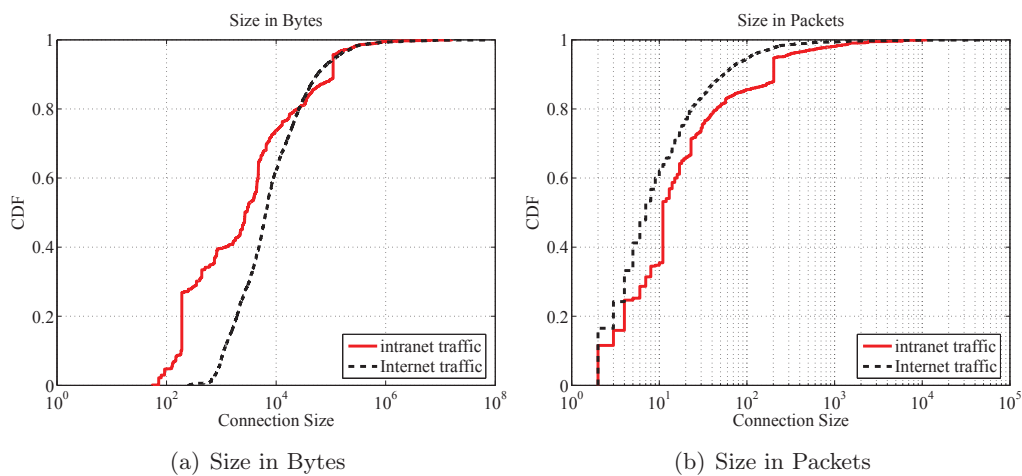 Size in Bytes
1
0.8
0.6
0.4
0.2
0
CDF
10^0
10^2
10^4
10^6
10^8
Connection Size
intranet traffic
Internet traffic
(a) Size in Bytes
Size in Packets
1
0.8
0.6
0.4
0.2
0
CDF
10^0
10^1
10^2
10^3
10^4
10^5
Connection Size
intranet traffic
Internet traffic
(b) Size in Packets